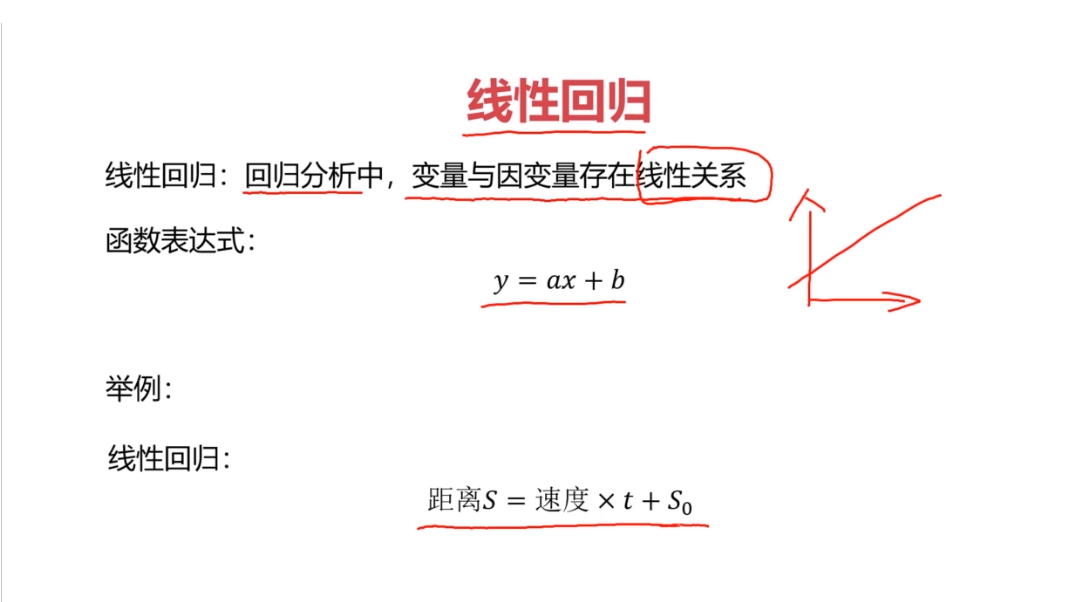 线性回归
线性回归：回归分析中，变量与因变量存在线性关系
函数表达式：
y = ax + b
举例：
线性回归：
距离S = 速度 × t + S₀